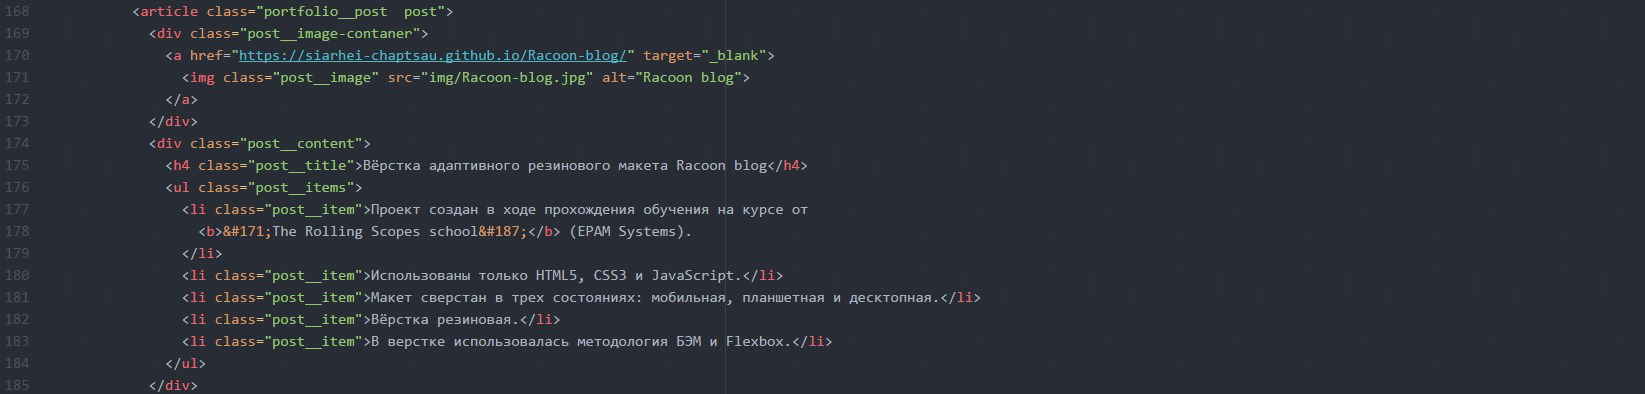 168 <article class="portfolio__post  post">
169 <div class="post__image-contaner">
170 <a href="https://siarhei-chaptsau.github.io/Racoon-blog/" target="_blank">
171 <img class="post__image" src="img/Racoon-blog.jpg" alt="Racoon blog">
172 </a>
173 </div>
174 <div class="post__content">
175 <h4 class="post__title">Вёрстка адаптивного резинового макета Racoon blog</h4>
176 <ul class="post__items">
177 <li class="post__item">Проект создан в ходе прохождения обучения на курсе от
178 <b>&#171;The Rolling Scopes school&#187;</b> (EPAM Systems).
179 </li>
180 <li class="post__item">Использованы только HTML5, CSS3 и JavaScript.</li>
181 <li class="post__item">Макет сверстан в трех состояниях: мобильная, планшетная и десктопная.</li>
182 <li class="post__item">Вёрстка резиновая.</li>
183 <li class="post__item">В верстке использовалась методология БЭМ и Flexbox.</li>
184 </ul>
185 </div>